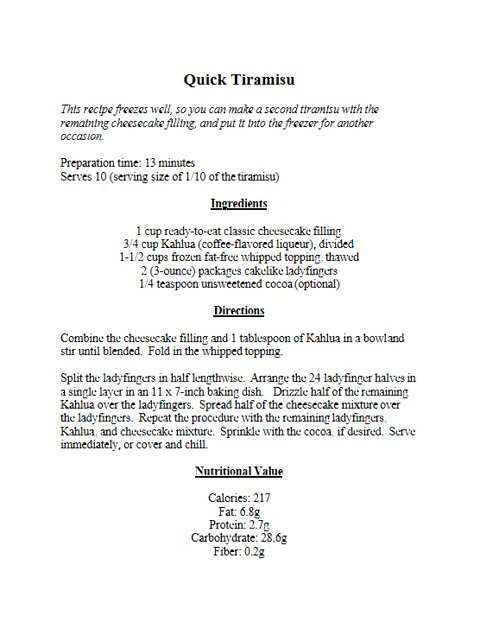 Quick Tiramisu
This recipe freezes well, so you can make a second tiramisu with the
remaining cheesecake filling, and put it into the freezer for another
occasion.
Preparation time: 13 minutes
Serves 10 (serving size of 1/10 of the tiramisu)
Ingredients
1 cup ready-to-eat classic cheesecake filling
3/4 cup Kahlua (coffee-flavored liqueur), divided
1-1/2 cups frozen fat-free whipped topping, thawed
2 (3-ounce) packages cakelike ladyfingers
1/4 teaspoon unsweetened cocoa (optional)
Directions
Combine the cheesecake filling and 1 tablespoon of Kahlua in a bowl and
stir until blended. Fold in the whipped topping.
Split the ladyfingers in half lengthwise. Arrange the 24 ladyfinger halves in
a single layer in an 11 x 7-inch baking dish. Drizzle half of the remaining
Kahlua over the ladyfingers. Spread half of the cheesecake mixture over
the ladyfingers. Repeat the procedure with the remaining ladyfingers,
Kahlua, and cheesecake mixture. Sprinkle with the cocoa, if desired. Serve
immediately, or cover and chill.
Nutritional Value
Calories: 217
Fat: 6.8g
Protein: 2.7g
Carbohydrate: 28.6g
Fiber: 0.2g